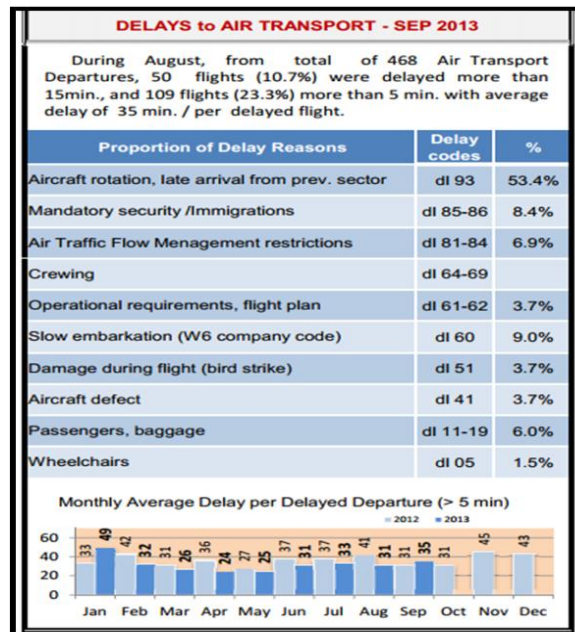 DELAYS to AIR TRANSPORT - SEP 2013
During August, from total of 468 Air Transport
Departures, 50 flights (10.7%) were delayed more than
15min., and 109 flights (23.3%) more than 5 min. with average
delay of 35 min. / per delayed flight.
Proportion of Delay Reasons Delay codes %
Aircraft rotation, late arrival from prev. sector dl 93 53.4%
Mandatory security /Immigrations dl 85-86 8.4%
Air Traffic Flow Menagement restrictions dl 81-84 6.9%
Crewing dl 64-69
Operational requirements, flight plan dl 61-62 3.7%
Slow embarkation (W6 company code) dl 60 9.0%
Damage during flight (bird strike) dl 51 3.7%
Aircraft defect dl 41 3.7%
Passengers, baggage dl 11-19 6.0%
Wheelchairs dl 05 1.5%
Monthly Average Delay per Delayed Departure (> 5 min)
2012 2013
33 49 42 32 31 26 36 24 27 25 37 31 37 33 41 31 31 35 31 45 43
60
40
20
0
Jan Feb Mar Apr May Jun Jul Aug Sep Oct Nov Dec